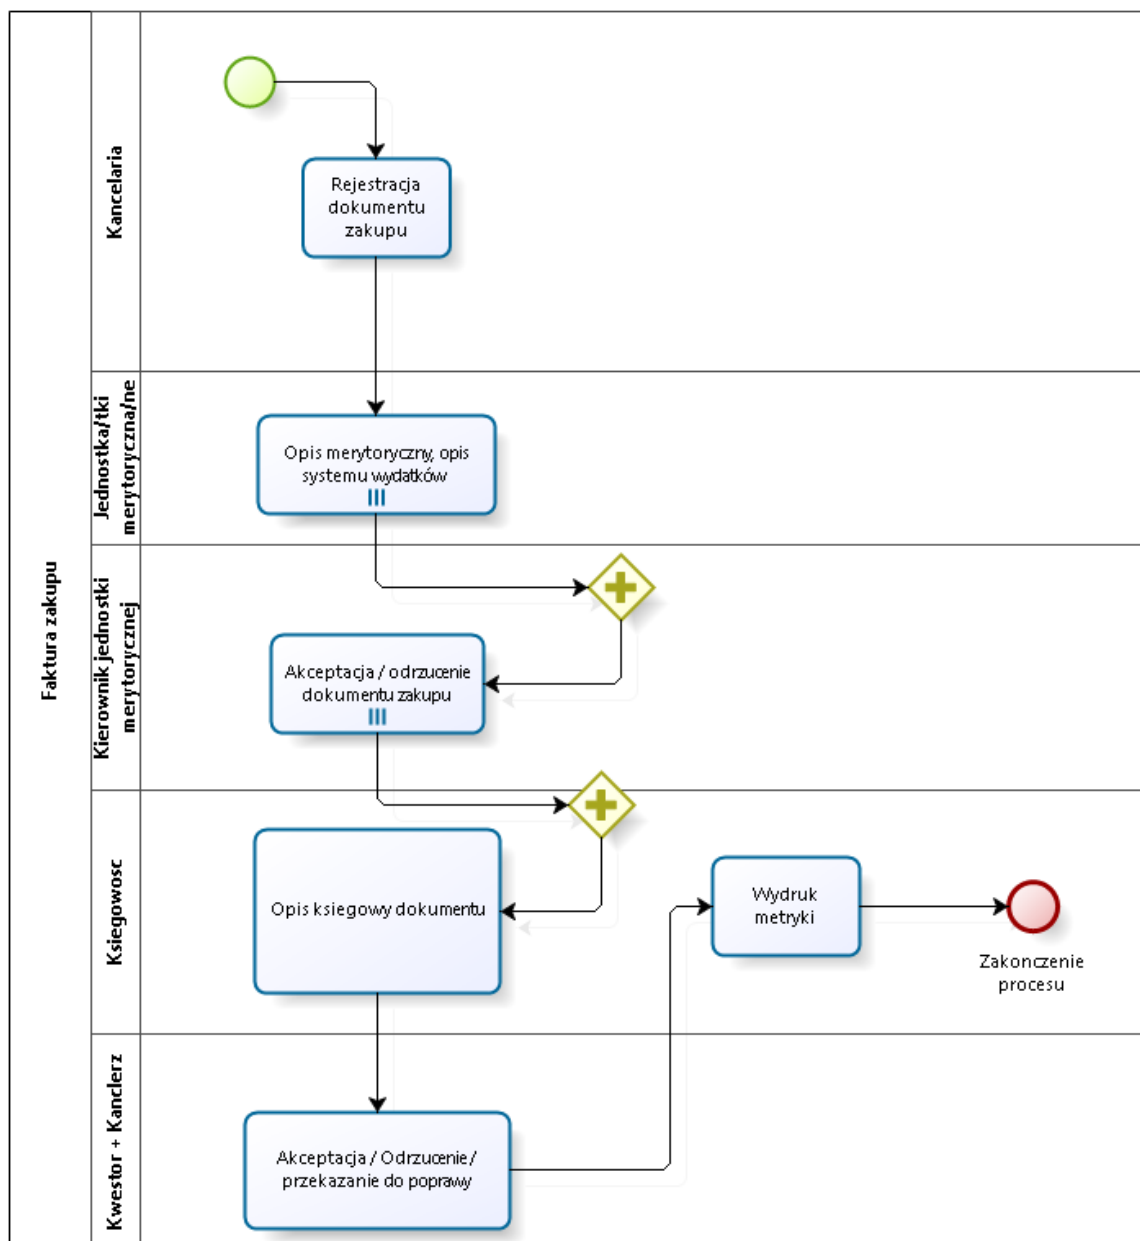 Faktura zakupu
Kancelaria
Rejestracja
dokumentu
zakupu
Jednostka/tki
merytoryczna/ne
Opis merytoryczny, opis
systemu wydatków
Kierownik jednostki
merytorycznej
Akceptacja / odrzucenie
dokumentu zakupu
Ksiegowosc
Opis ksiegowy dokumentu
Wydruk
metryki
Zakonczenie
procesu
Kwestor + Kanclerz
Akceptacja / Odrzucenie /
przekazanie do poprawy